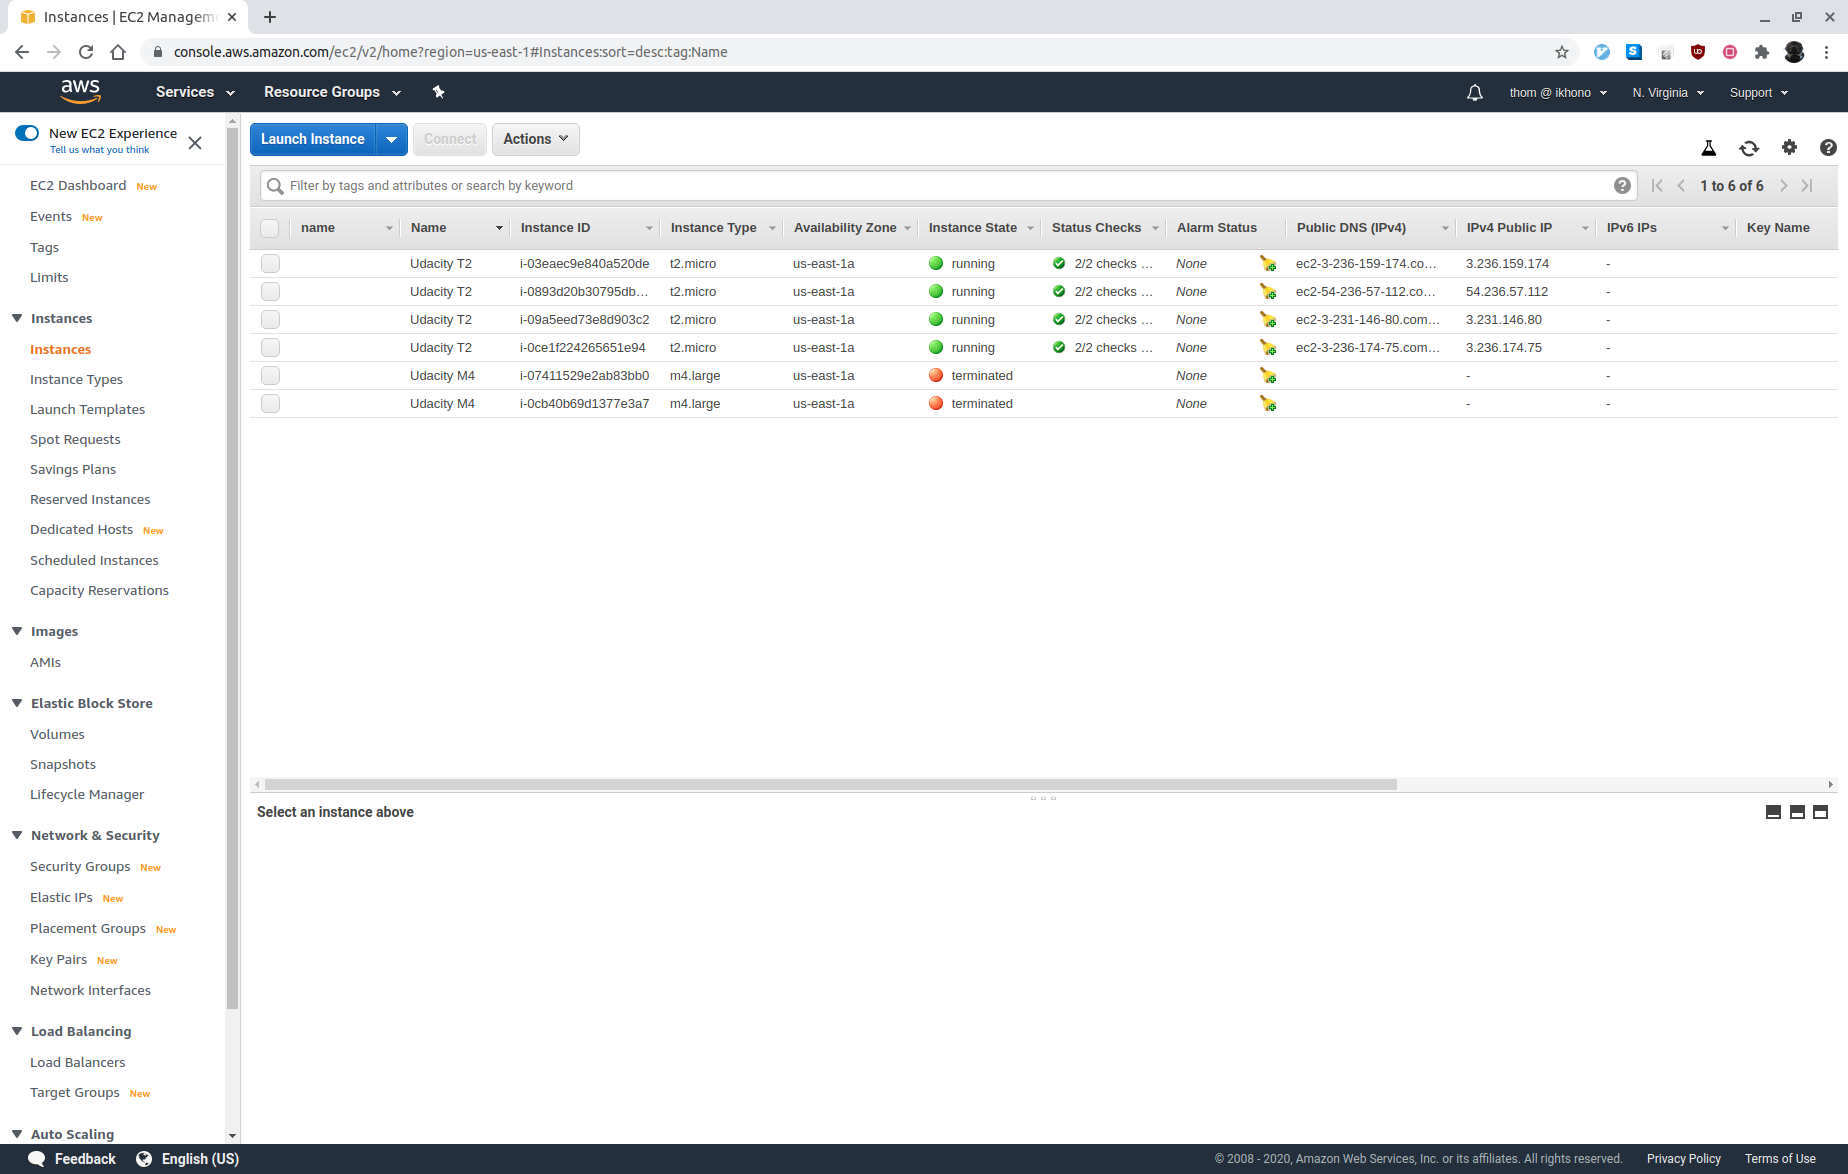 Instances | EC2 Managem
console.aws.amazon.com/ec2/v2/home?region=us-east-1#Instances:sort=desc:tag:Name
aws Services Resource Groups thom @ ikhono N. Virginia Support
New EC2 Experience
Tell us what you think
EC2 Dashboard New
Events New
Tags
Limits
Instances
Instances
Instance Types
Launch Templates
Spot Requests
Savings Plans
Reserved Instances
Dedicated Hosts New
Scheduled Instances
Capacity Reservations
Images
AMIs
Elastic Block Store
Volumes
Snapshots
Lifecycle Manager
Network & Security
Security Groups New
Elastic IPs New
Placement Groups New
Key Pairs New
Network Interfaces
Load Balancing
Load Balancers
Target Groups New
Auto Scaling
Launch Instance Connect Actions
Filter by tags and attributes or search by keyword 1 to 6 of 6
name Name Instance ID Instance Type Availability Zone Instance State Status Checks Alarm Status Public DNS (IPv4) IPv4 Public IP IPv6 IPs Key Name
Udacity T2 i-03eaec9e840a520de t2.micro us-east-1a running 2/2 checks ... None ec2-3-236-159-174.co... 3.236.159.174 -
Udacity T2 i-0893d20b30795db... t2.micro us-east-1a running 2/2 checks ... None ec2-54-236-57-112.co... 54.236.57.112 -
Udacity T2 i-09a5eed73e8d903c2 t2.micro us-east-1a running 2/2 checks ... None ec2-3-231-146-80.com... 3.231.146.80 -
Udacity T2 i-0ce1f224265651e94 t2.micro us-east-1a running 2/2 checks ... None ec2-3-236-174-75.com... 3.236.174.75 -
Udacity M4 i-07411529e2ab83bb0 m4.large us-east-1a terminated None - -
Udacity M4 i-0cb40b69d1377e3a7 m4.large us-east-1a terminated None - -
Select an instance above
Feedback English (US) © 2008 - 2020, Amazon Web Services, Inc. or its affiliates. All rights reserved. Privacy Policy Terms of Use